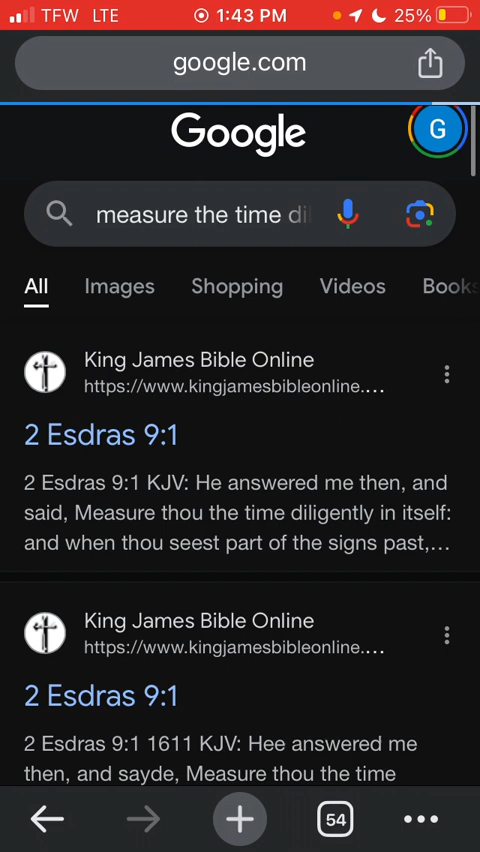 TFW LTE 1:43 PM 25%
google.com
Google G
measure the time dil
All Images Shopping Videos Books
King James Bible Online
https://www.kingjamesbibleonline....
2 Esdras 9:1
2 Esdras 9:1 KJV: He answered me then, and
said, Measure thou the time diligently in itself:
and when thou seest part of the signs past,...
King James Bible Online
https://www.kingjamesbibleonline....
2 Esdras 9:1
2 Esdras 9:1 1611 KJV: Hee answered me
then, and sayde, Measure thou the time
54